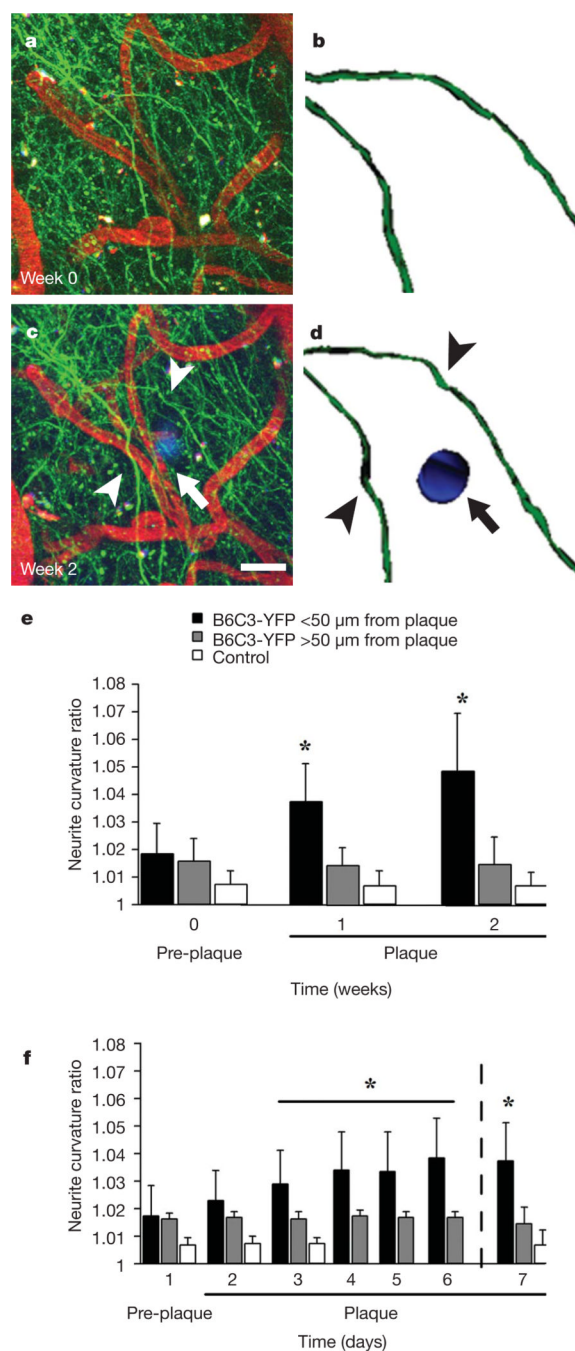 a
b
Week 0
c
d
Week 2
e
B6C3-YFP <50 µm from plaque
B6C3-YFP >50 µm from plaque
Control
Neurite curvature ratio
1.08
1.07
1.06
1.05
1.04
1.03
1.02
1.01
1
*
*
0
1
2
Pre-plaque
Plaque
Time (weeks)
f
Neurite curvature ratio
1.08
1.07
1.06
1.05
1.04
1.03
1.02
1.01
1
*
*
1
2
3
4
5
6
7
Pre-plaque
Plaque
Time (days)